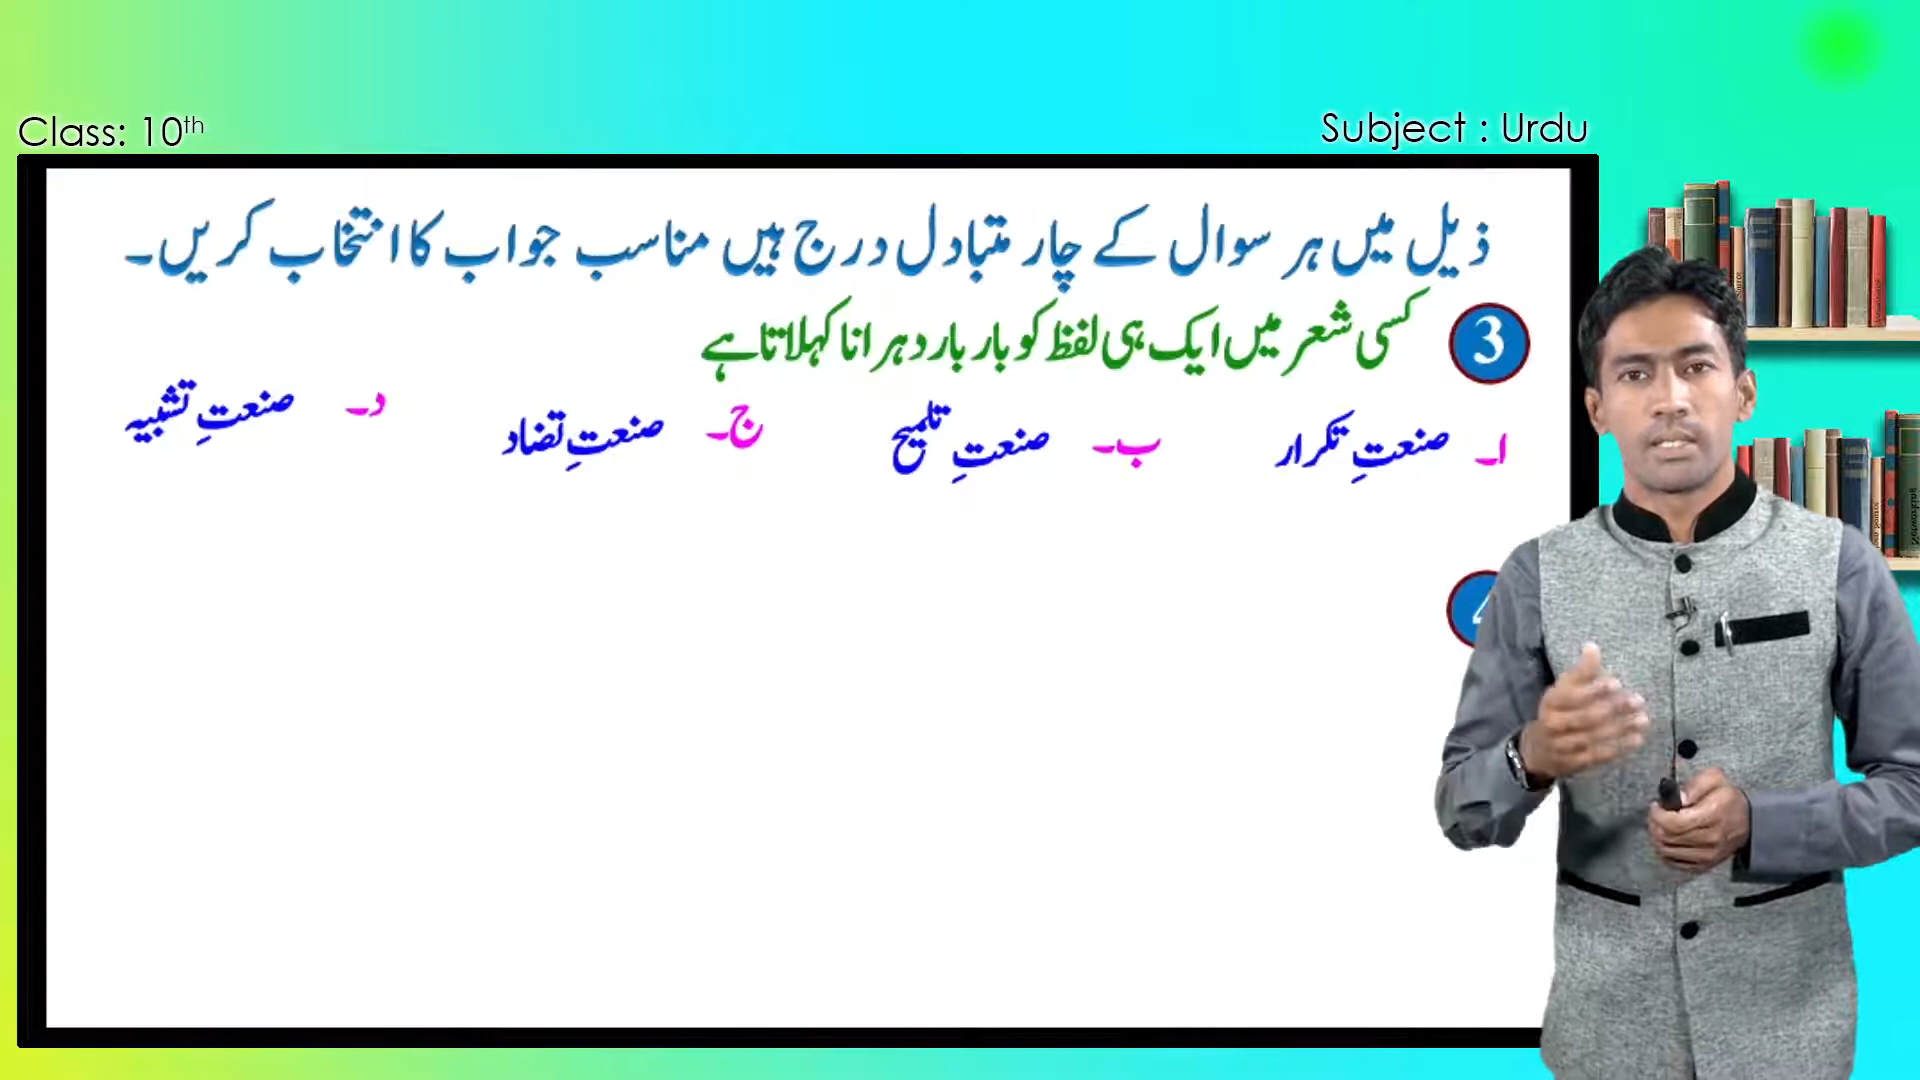 Class: 10th
Subject : Urdu
ذیل میں ہر سوال کے چار متبادل درج ہیں مناسب جواب کا انتخاب کریں۔
3 کسی شعر میں ایک ہی لفظ کو بار بار دہرانا کہلاتا ہے
ا۔ صنعتِ تکرار ب۔ صنعتِ تلمیح ج۔ صنعتِ تضاد د۔ صنعتِ تشبیہ
4